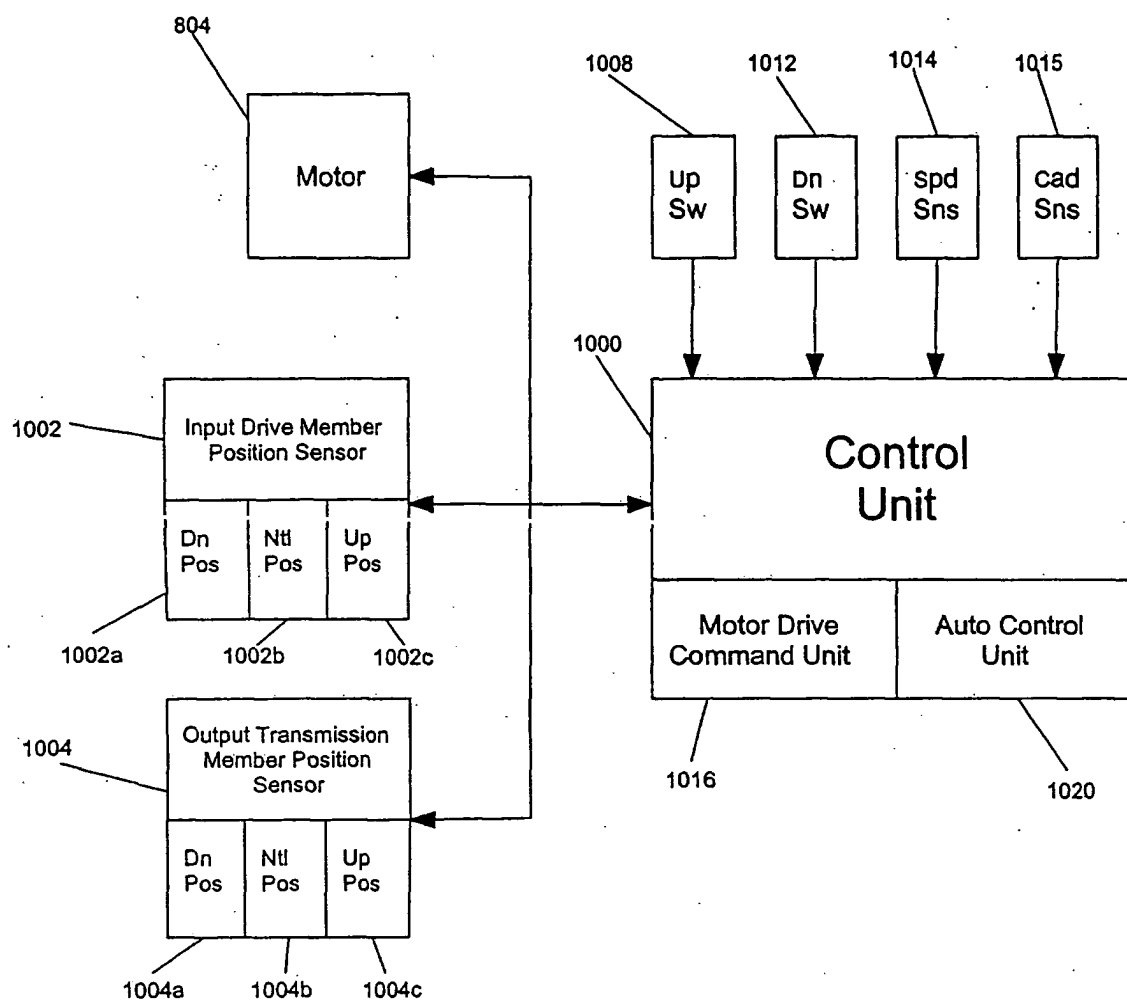 804
Motor
1008
1012
1014
1015
Up
Sw
Dn
Sw
Spd
Sns
Cad
Sns
1000
Control
Unit
Motor Drive
Command Unit
Auto Control
Unit
1016
1020
1002
Input Drive Member
Position Sensor
Dn
Pos
Ntl
Pos
Up
Pos
1002a
1002b
1002c
1004
Output Transmission
Member Position
Sensor
Dn
Pos
Ntl
Pos
Up
Pos
1004a
1004b
1004c